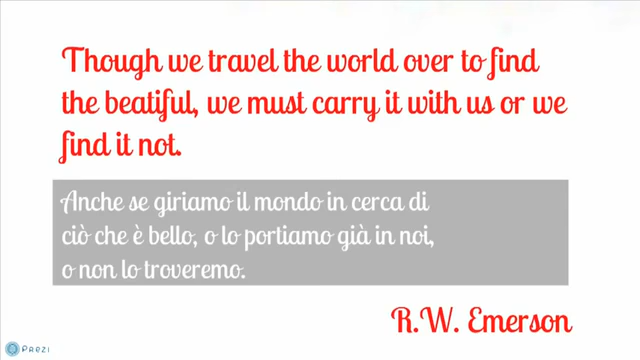 Though we travel the world over to find
the beatiful, we must carry it with us or we
find it not.
Anche se giriamo il mondo in cerca di
ciò che è bello, o lo portiamo già in noi,
o non lo troveremo.
R.W. Emerson
Prezi